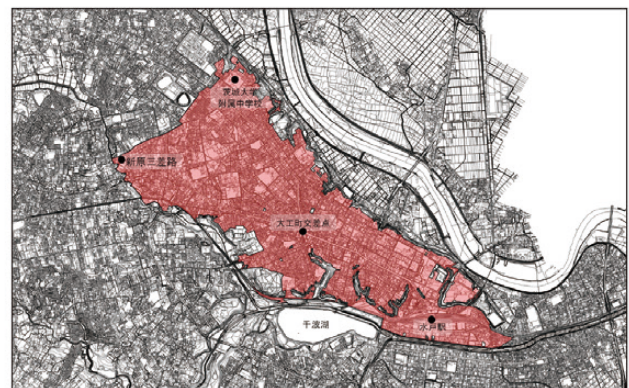 茨城大学
附属中学校
新原三差路
大工町交差点
千波湖
水戸駅